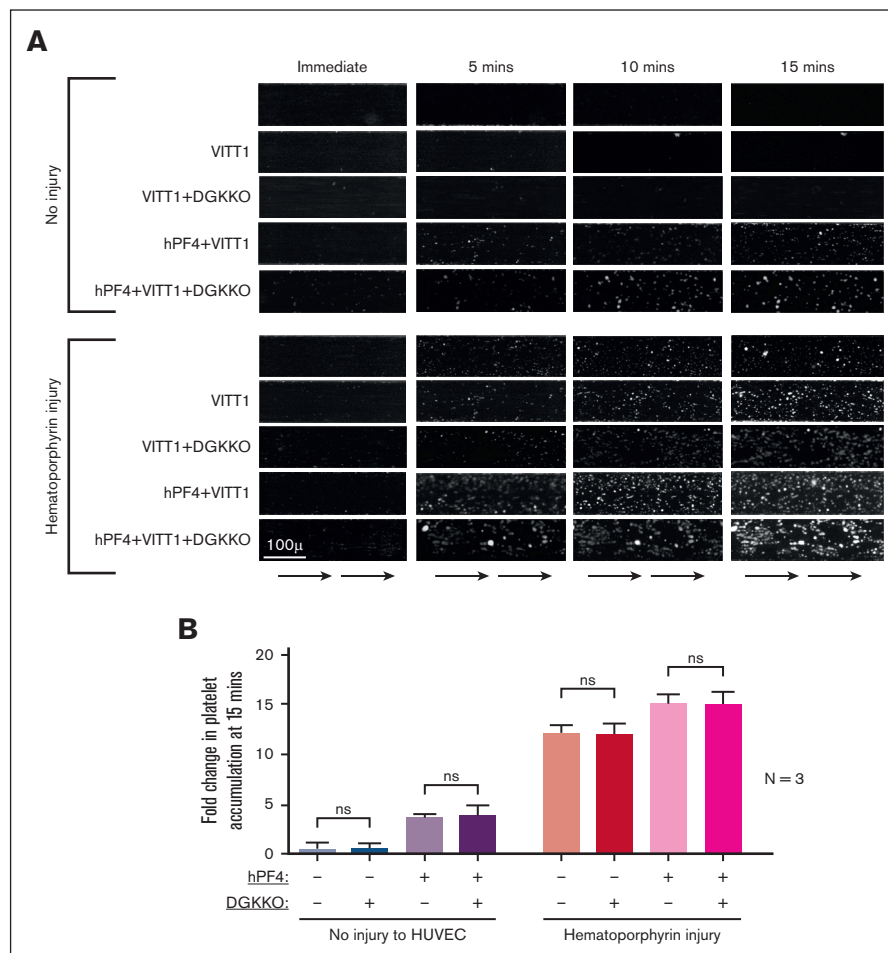 A
Immediate 5 mins 10 mins 15 mins
No injury
VITT1
VITT1+DGKKO
hPF4+VITT1
hPF4+VITT1+DGKKO
Hematoporphyrin injury
VITT1
VITT1+DGKKO
hPF4+VITT1
hPF4+VITT1+DGKKO
100µ
B
Fold change in platelet
accumulation at 15 mins
20
15
10
5
0
ns
ns
ns
ns
N = 3
hPF4: – – + + – – + +
DGKKO: – + – + – + – +
No injury to HUVEC Hematoporphyrin injury